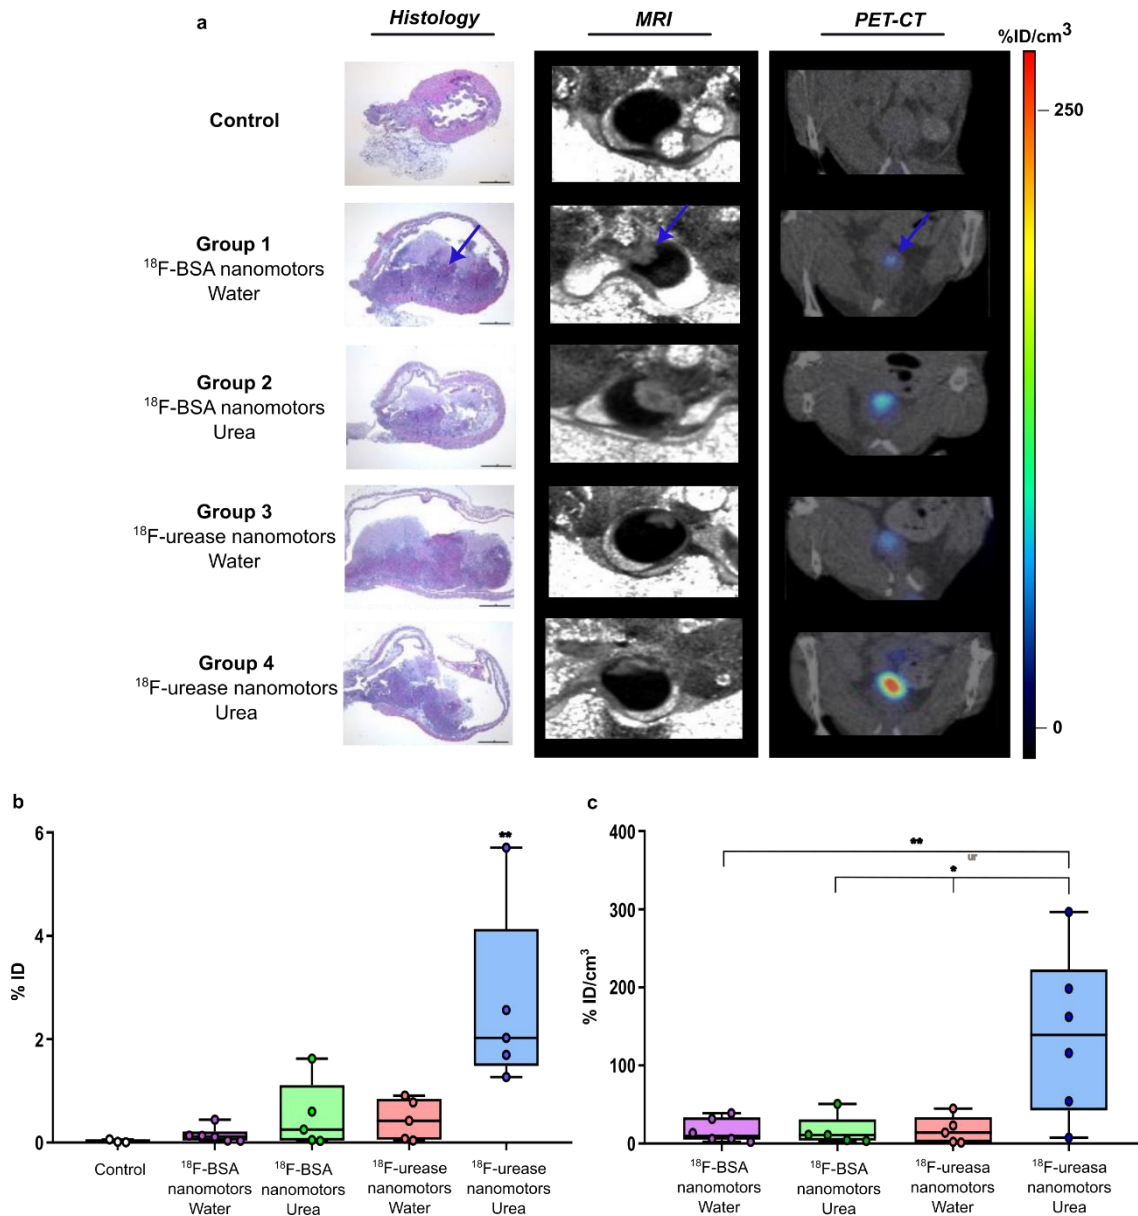 a
Histology
MRI
PET-CT
%ID/cm³
250
0
Control
Group 1
¹⁸F-BSA nanomotors
Water
Group 2
¹⁸F-BSA nanomotors
Urea
Group 3
¹⁸F-urease nanomotors
Water
Group 4
¹⁸F-urease nanomotors
Urea
b
6
4
2
0
% ID
**
Control
¹⁸F-BSA
nanomotors
Water
¹⁸F-BSA
nanomotors
Urea
¹⁸F-urease
nanomotors
Water
¹⁸F-urease
nanomotors
Urea
c
400
300
200
100
0
% ID/cm³
**
ur
*
¹⁸F-BSA
nanomotors
Water
¹⁸F-BSA
nanomotors
Urea
¹⁸F-ureasa
nanomotors
Water
¹⁸F-ureasa
nanomotors
Urea